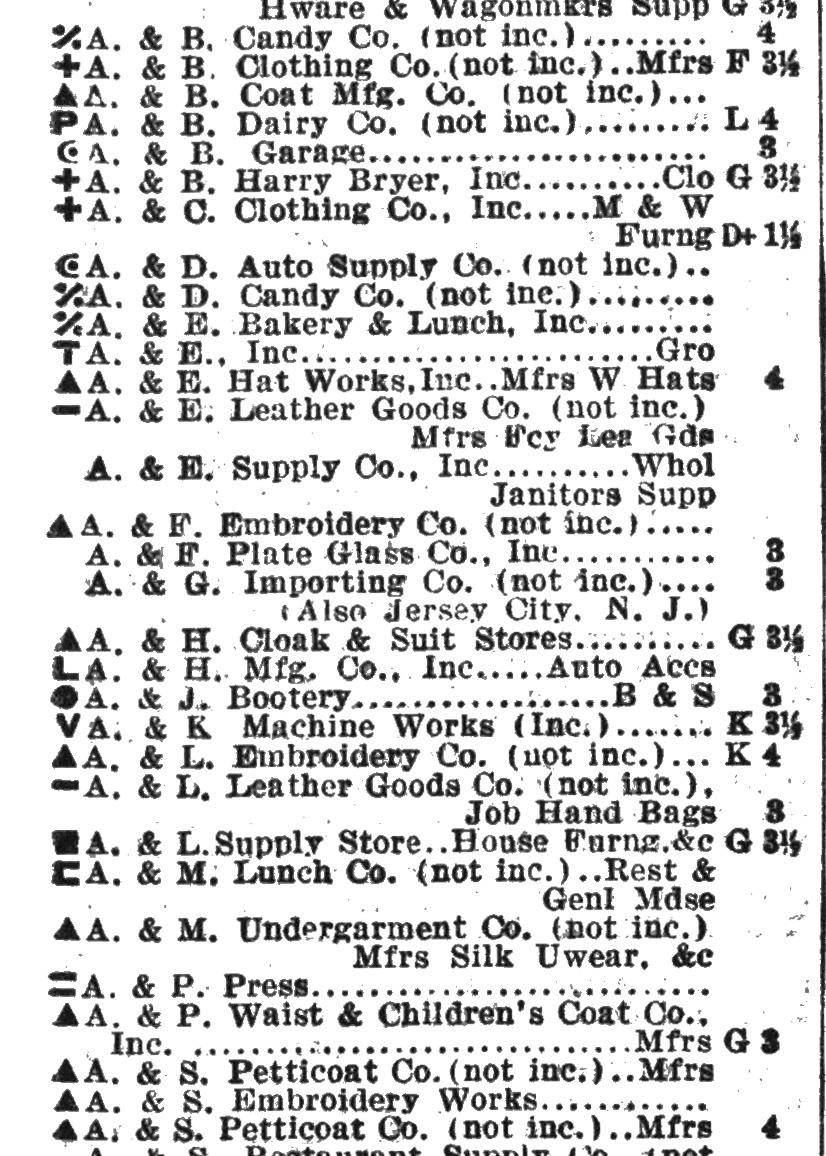 Hware & Wagonmkrs Supp G 3½
٪A. & B. Candy Co. (not inc.)......... 4
+A. & B. Clothing Co.(not inc.)..Mfrs F 3½
▲A. & B. Coat Mfg. Co. (not inc.)...
PA. & B. Dairy Co. (not inc.)......... L 4
☪A. & B. Garage........................ 3
+A. & B. Harry Bryer, Inc..........Clo G 3½
+A. & C. Clothing Co., Inc.....M & W
Furng D+ 1½
☪A. & D. Auto Supply Co. (not inc.)..
٪A. & D. Candy Co. (not inc.).........
٪A. & E. Bakery & Lunch, Inc.........
TA. & E., Inc.........................Gro
▲A. & E. Hat Works,Inc..Mfrs W Hats 4
-A. & E. Leather Goods Co. (not inc.)
Mfrs Fcy Lea Gds
A. & E. Supply Co., Inc..........Whol
Janitors Supp
▲A. & F. Embroidery Co. (not inc.).....
A. & F. Plate Glass Co., Inc........... 3
A. & G. Importing Co. (not inc.).... 3
(Also Jersey City, N. J.)
▲A. & H. Cloak & Suit Stores.......... G 3½
LA. & H. Mfg. Co., Inc.....Auto Accs
●A. & J. Bootery...................B & S 3
VA. & K Machine Works (Inc.)....... K 3½
▲A. & L. Embroidery Co. (not inc.)... K 4
-A. & L. Leather Goods Co. (not inc.),
Job Hand Bags 3
■A. & L.Supply Store..House Furng.&c G 3½
⊏A. & M. Lunch Co. (not inc.)..Rest &
Genl Mdse
▲A. & M. Undergarment Co. (not inc.)
Mfrs Silk Uwear, &c
=A. & P. Press............................
▲A. & P. Waist & Children's Coat Co.,
Inc. ...............................Mfrs G 3
▲A. & S. Petticoat Co.(not inc.)..Mfrs
▲A. & S. Embroidery Works............
▲A. & S. Petticoat Co. (not inc.)..Mfrs 4
A. & S. Restaurant Supply Co. (not